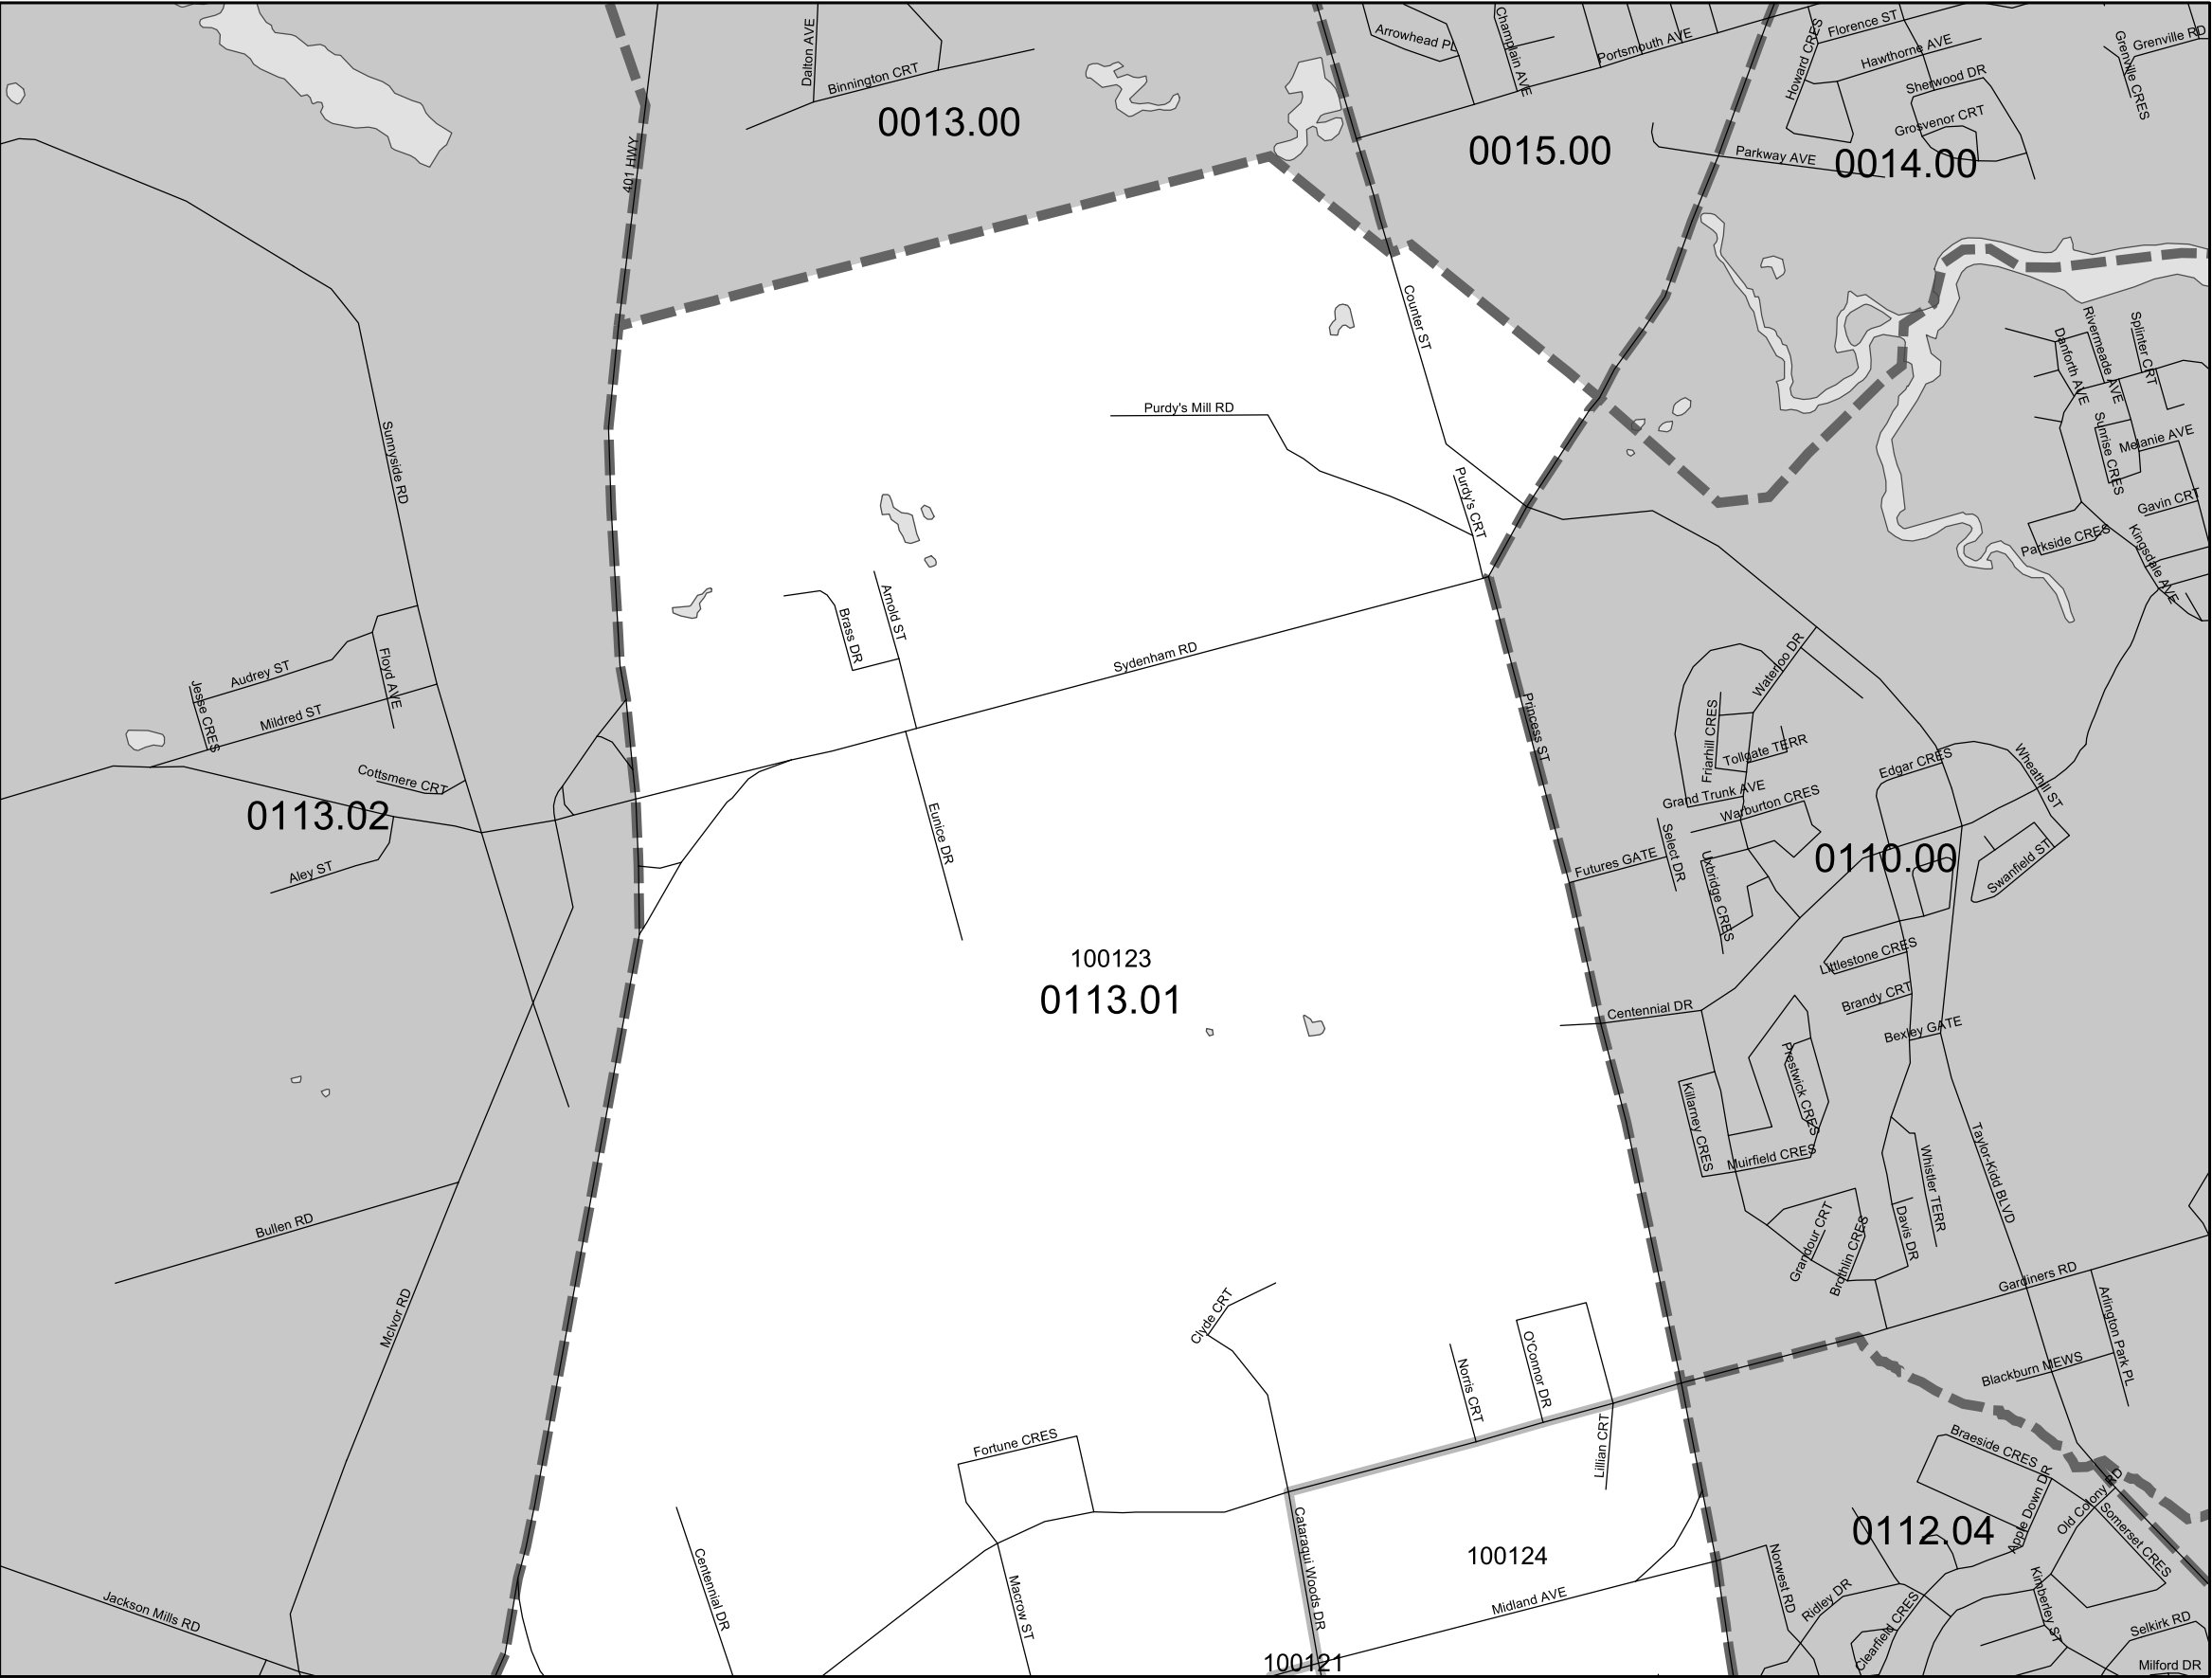 Dalton AVE
Binnington CRT
0013.00
401 HWY
Arrowhead PL
Champlain AVE
Portsmouth AVE
0015.00
Howard CRES
Florence ST
Hawthorne AVE
Sherwood DR
Grosvenor CRT
Parkway AVE
0014.00
Grenville CRES
Grenville RD
Counter ST
Purdy's Mill RD
Purdy's CRT
Danforth AVE
Rivermeade AVE
Splinter CRT
Sunrise CRES
Melanie AVE
Gavin CRT
Parkside CRES
Kingsdale AVE
Sunnyside RD
Audrey ST
Floyd AVE
Jesse CRES
Mildred ST
Cottsmere CRT
0113.02
Aley ST
Brass DR
Arnold ST
Sydenham RD
Eunice DR
Princess ST
Waterloo DR
Friarhill CRES
Tollgate TERR
Grand Trunk AVE
Warburton CRES
Select DR
Futures GATE
Uxbridge CRES
Edgar CRES
Wheathill ST
0110.00
Swanfield ST
Littlestone CRES
Brandy CRT
Bexley GATE
100123
0113.01
Centennial DR
Prestwick CRES
Killarney CRES
Muirfield CRES
Whistler TERR
Taylor-Kidd BLVD
Davis DR
Grandour CRT
Brothlin CRES
Gardiners RD
Arlington Park PL
Blackburn MEWS
Bullen RD
McIvor RD
Clyde CRT
Norris CRT
O'Connor DR
Lillian CRT
Fortune CRES
Cataraqui Woods DR
100124
Midland AVE
Norwest RD
Centennial DR
Macrow ST
100121
Jackson Mills RD
Braeside CRES
Apple Down DR
Old Colony RD
Somerset CRES
0112.04
Ridley DR
Clearfield CRES
Kimberley ST
Selkirk RD
Milford DR